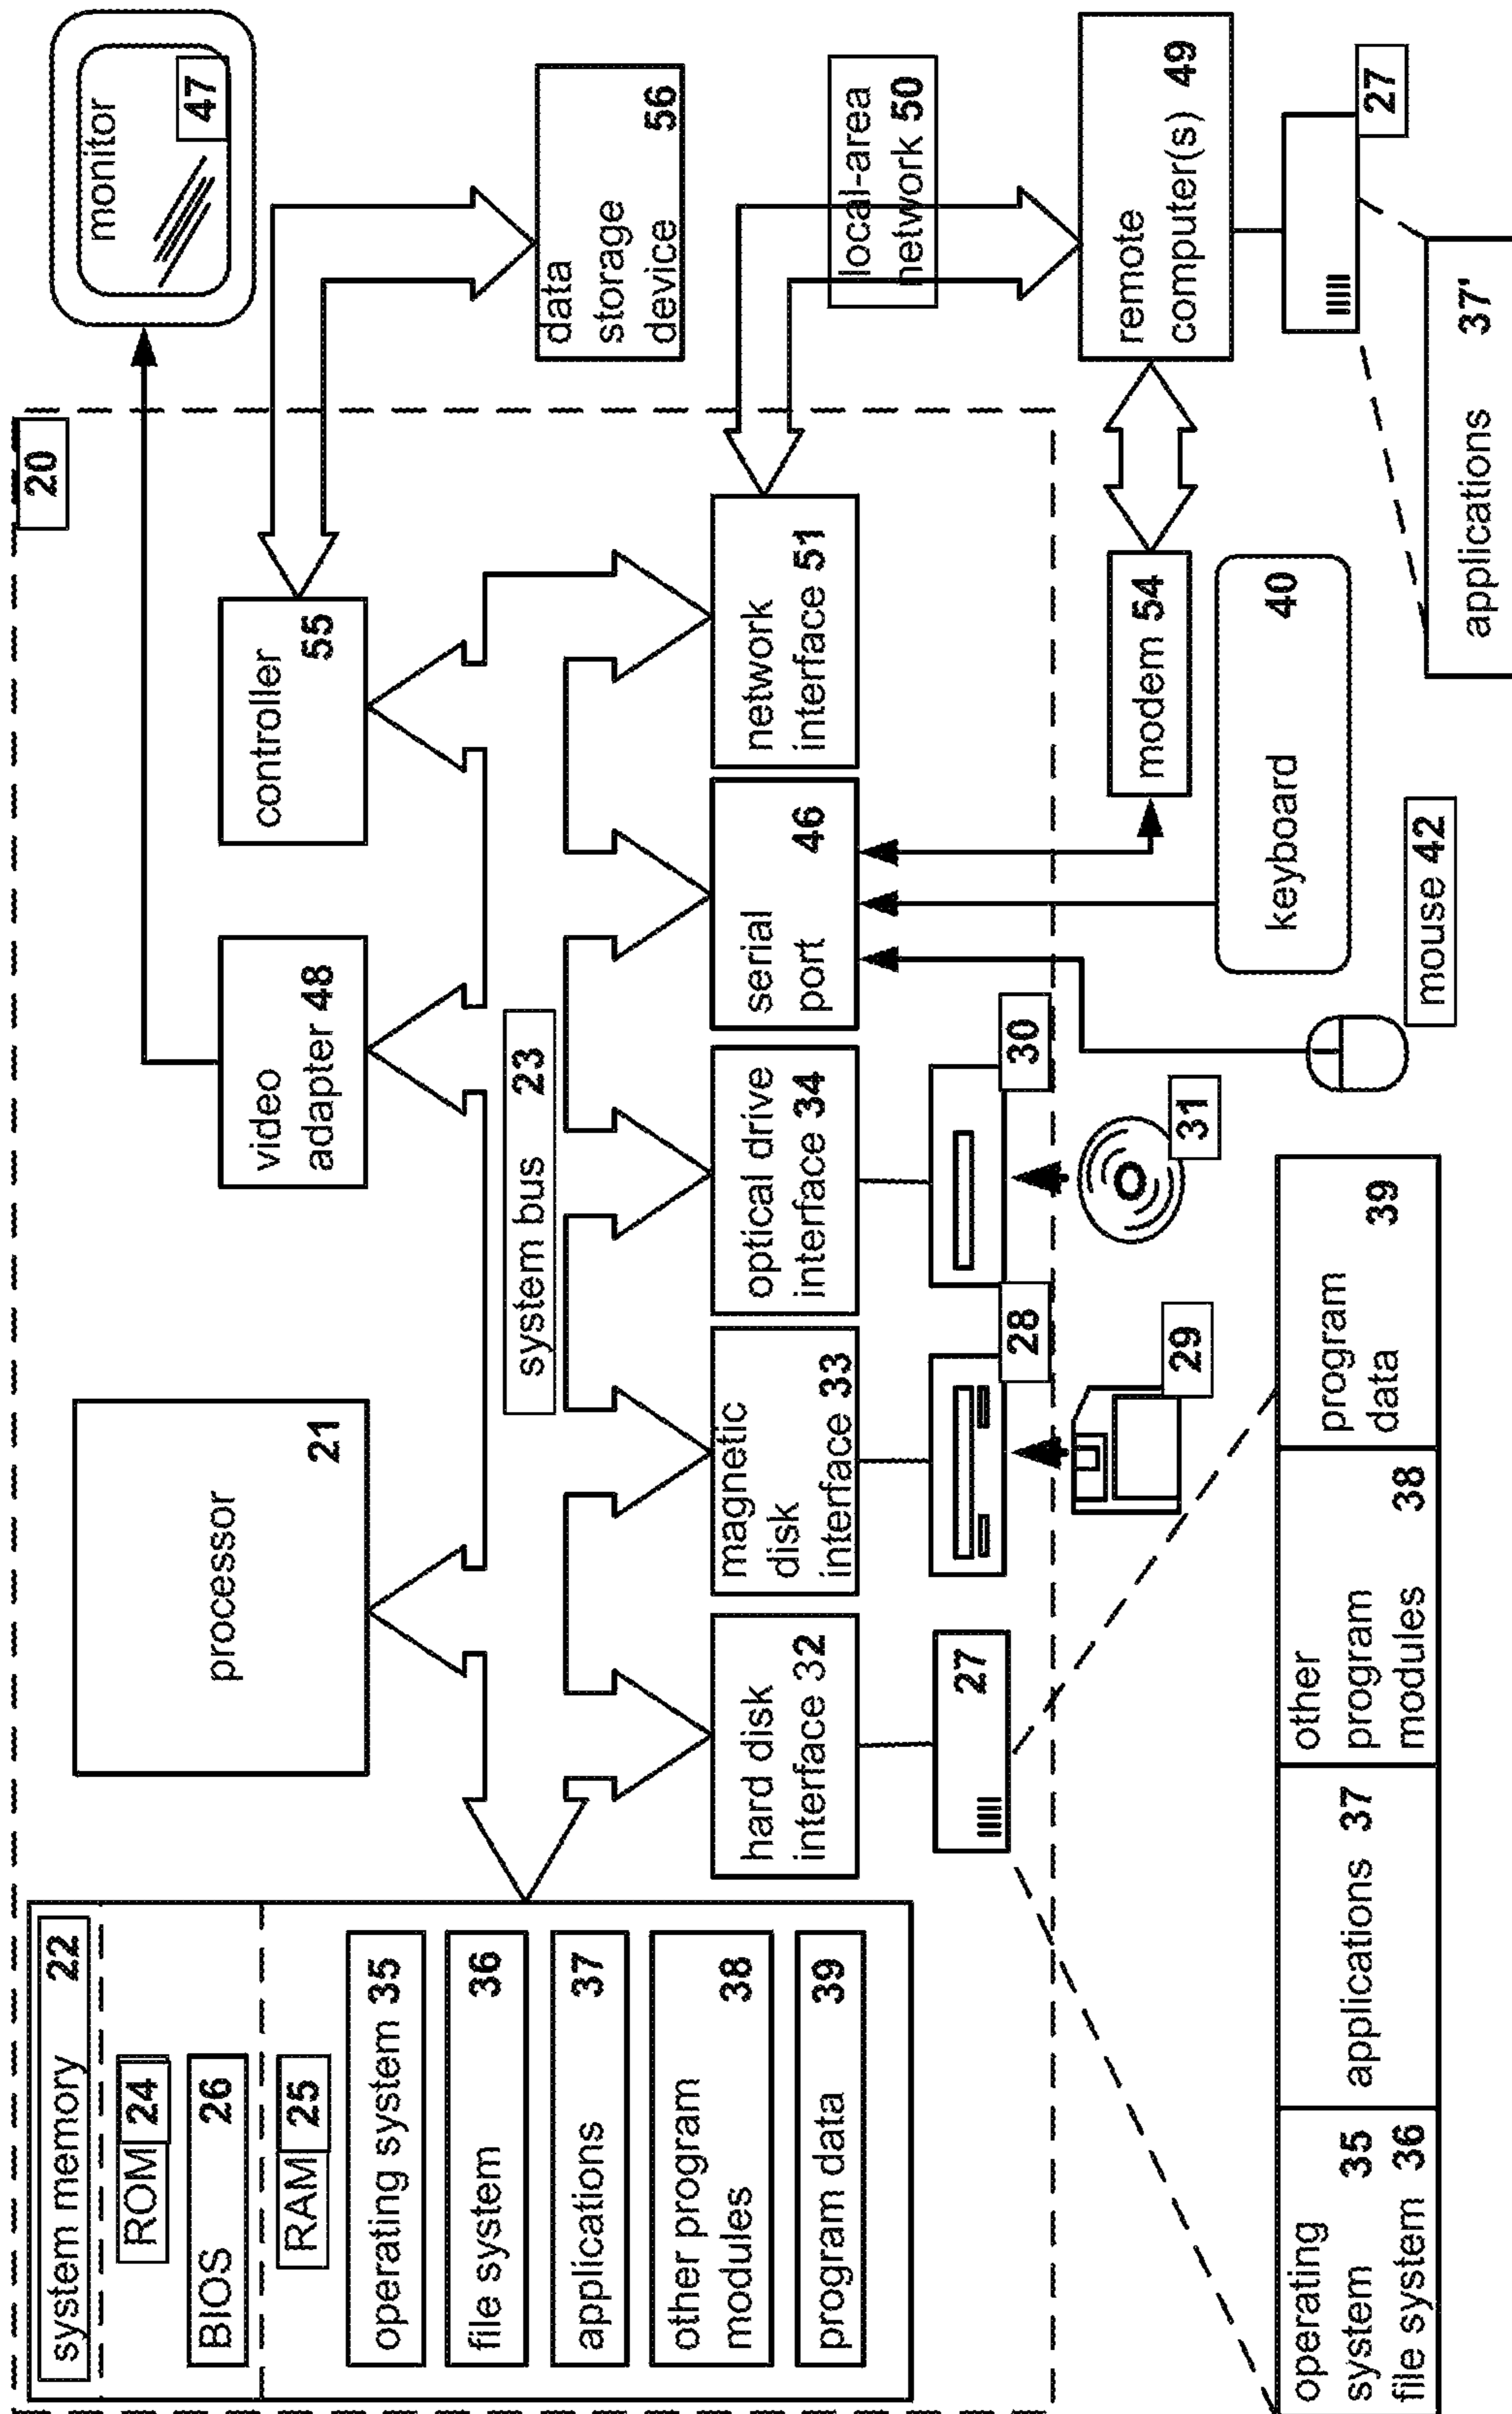 system memory 22
ROM 24
BIOS 26
RAM 25
operating system 35
file system 36
applications 37
other program
modules 38
program data 39
processor
21
video
adapter 48
controller
55
20
monitor
47
system bus 23
data
storage
device 56
hard disk
interface 32
magnetic
disk
interface 33
optical drive
interface 34
serial
port 46
network
interface 51
local-area
network 50
27
28
30
29
31
modem 54
remote
computer(s) 49
27
keyboard 40
mouse 42
operating
system 35
file system 36
applications 37
other
program
modules 38
program
data 39
applications 37'